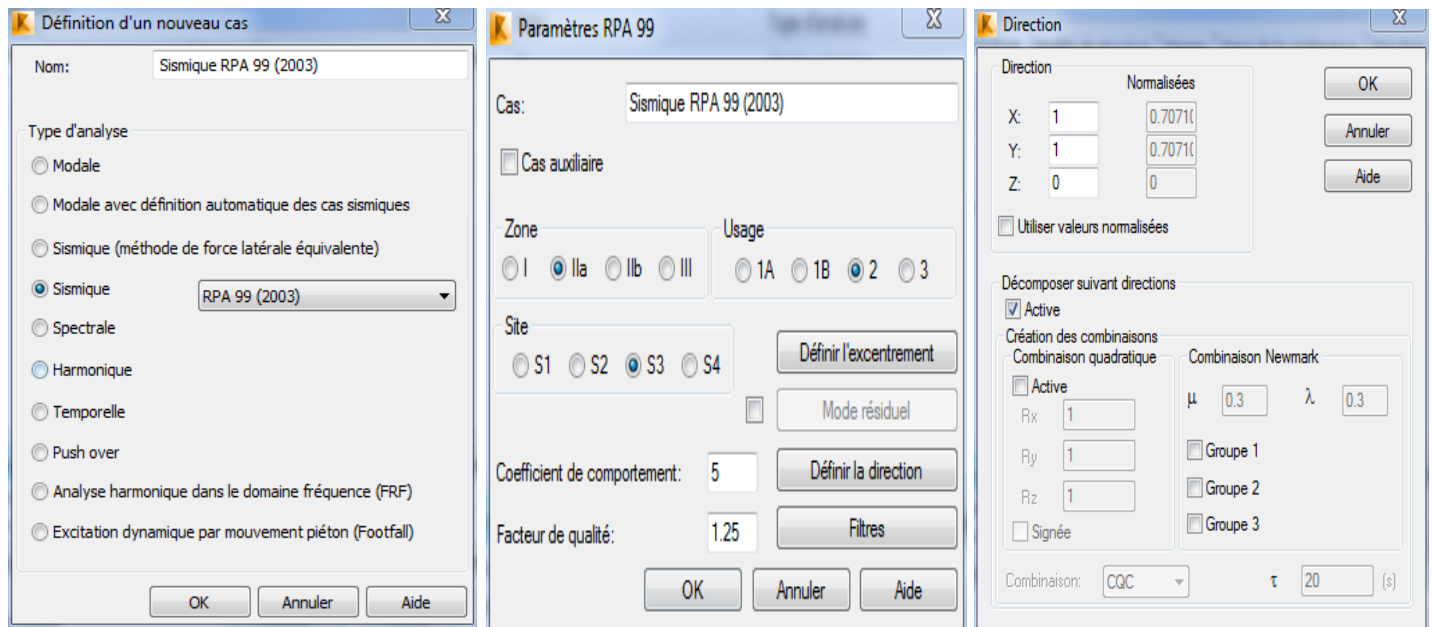 Définition d'un nouveau cas
Nom: Sismique RPA 99 (2003)
Type d'analyse
Modale
Modale avec définition automatique des cas sismiques
Sismique (méthode de force latérale équivalente)
Sismique RPA 99 (2003)
Spectrale
Harmonique
Temporelle
Push over
Analyse harmonique dans le domaine fréquence (FRF)
Excitation dynamique par mouvement piéton (Footfall)
OK Annuler Aide
Paramètres RPA 99
Cas: Sismique RPA 99 (2003)
Cas auxiliaire
Zone Usage
I IIa IIb III 1A 1B 2 3
Site
S1 S2 S3 S4 Définir l'excentrement
Mode résiduel
Coefficient de comportement: 5 Définir la direction
Facteur de qualité: 1.25 Filtres
OK Annuler Aide
Direction
Direction
Normalisées OK
X: 1 0.7071(
Annuler
Y: 1 0.7071(
Z: 0 0 Aide
Utiliser valeurs normalisées
Décomposer suivant directions
Active
Création des combinaisons
Combinaison quadratique Combinaison Newmark
Active μ 0.3 λ 0.3
Rx 1
Ry 1 Groupe 1
Groupe 2
Rz 1
Signée Groupe 3
Combinaison: CQC τ 20 (s)